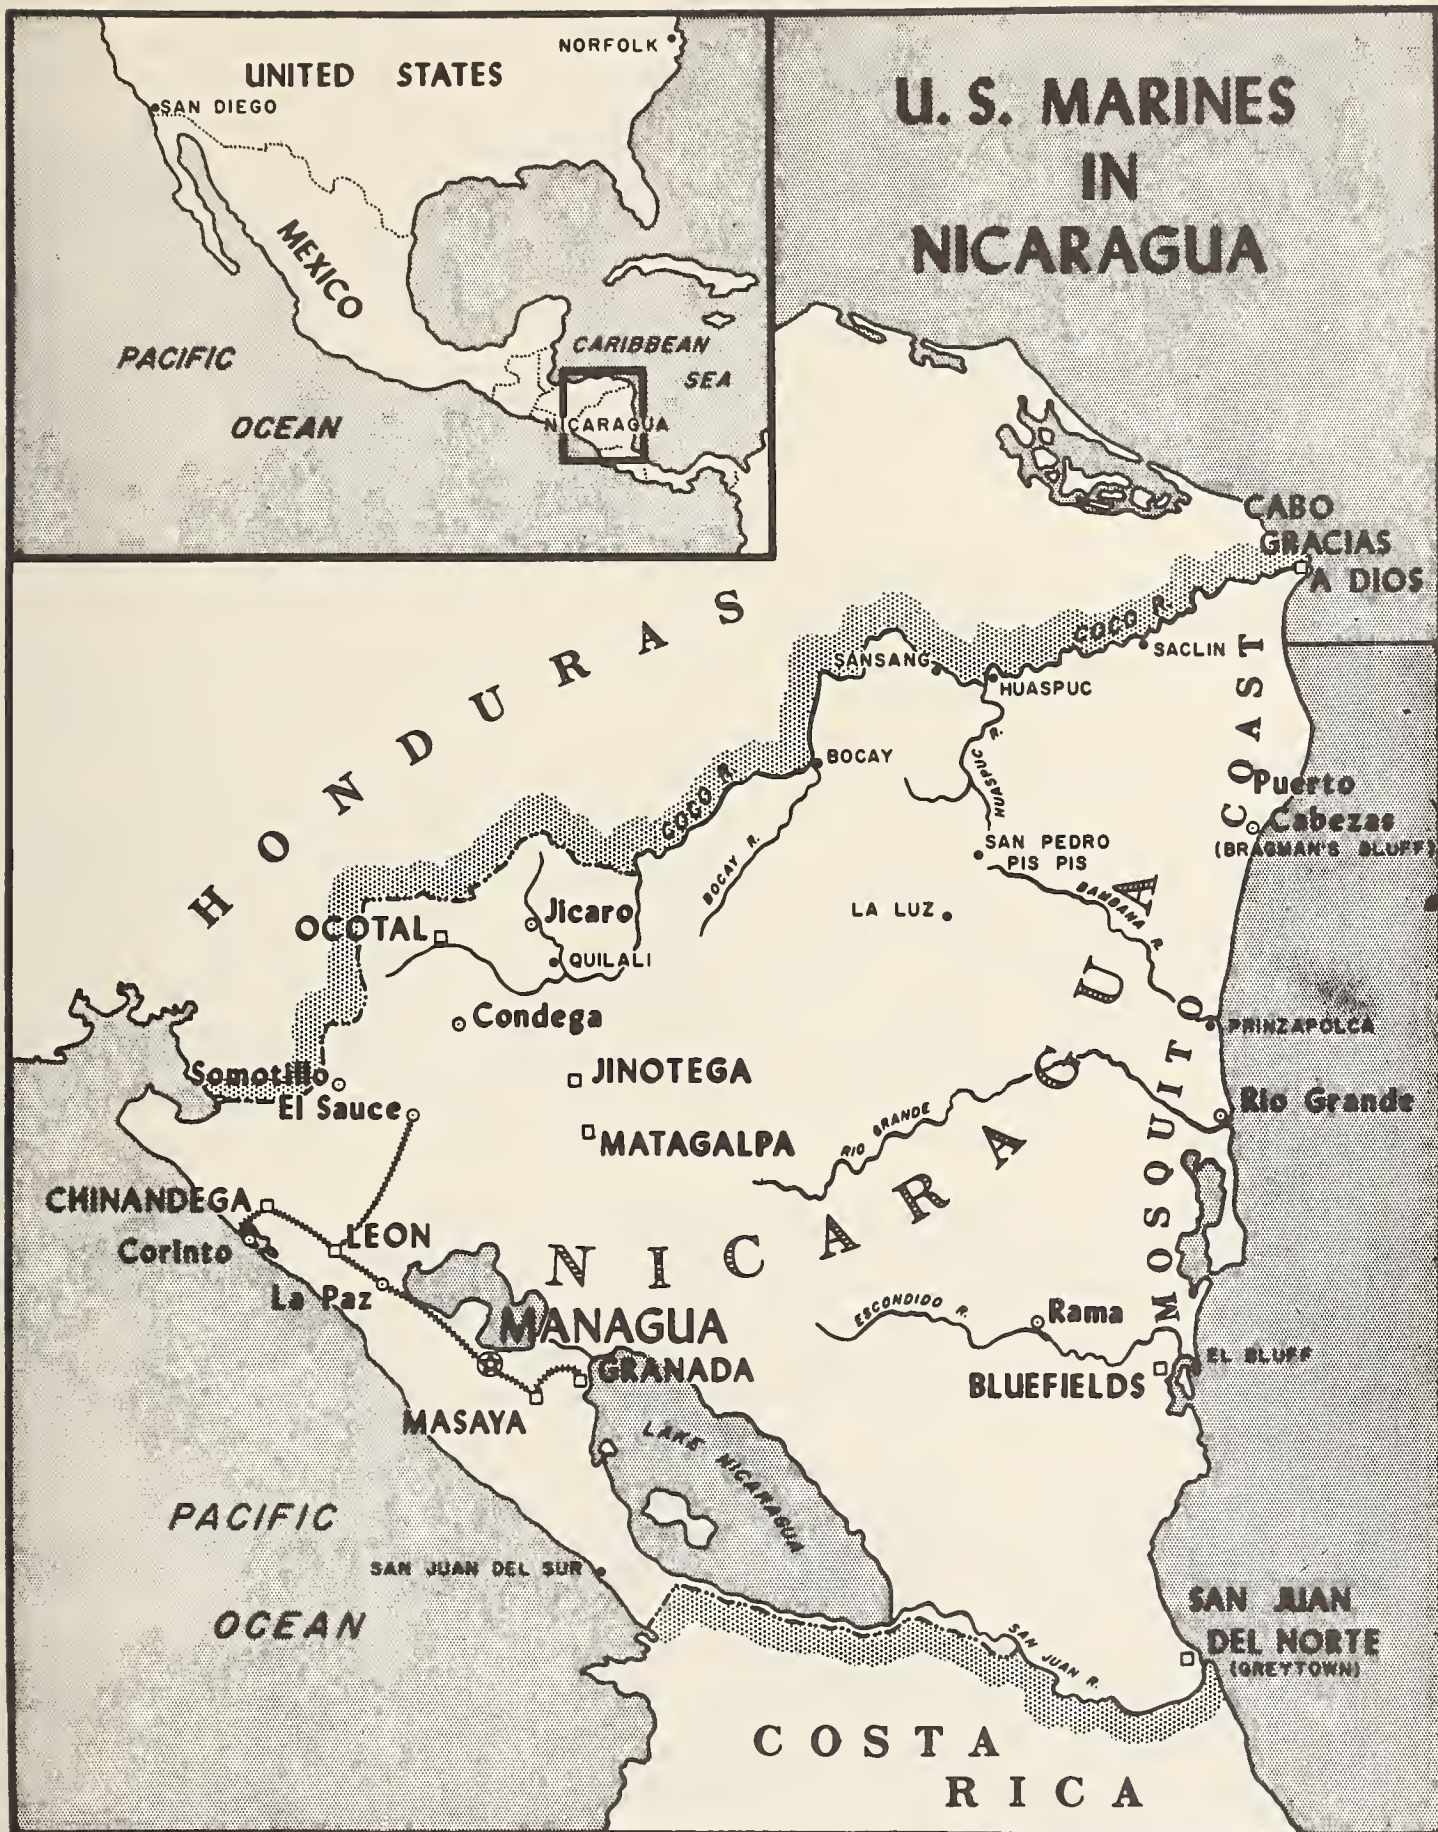 NORFOLK
UNITED STATES
SAN DIEGO
MEXICO
PACIFIC
OCEAN
CARIBBEAN
SEA
NICARAGUA
U. S. MARINES
IN
NICARAGUA
CABO
GRACIAS
A DIOS
HONDURAS
COCO R.
SACLIN
SANSANG
HUASPUC
HUASPUC R.
BOCAY
COCO R.
BOCAY R.
Puerto
Cabezas
(BRAGMAN'S BLUFF)
SAN PEDRO
PIS PIS
BAMBANA R.
LA LUZ
Jicaro
OCOTAL
QUILALI
Condega
PRINZAPOLCA
Somotillo
El Sauce
JINOTEGA
MATAGALPA
RIO GRANDE
Rio Grande
MOSQUITO COAST
CHINANDEGA
Corinto
LEON
La Paz
NICARAGUA
MANAGUA
GRANADA
MASAYA
ESCONDIDO R.
Rama
EL BLUFF
BLUEFIELDS
LAKE NICARAGUA
PACIFIC
OCEAN
SAN JUAN DEL SUR
SAN JUAN R.
SAN JUAN
DEL NORTE
(GREYTOWN)
COSTA
RICA